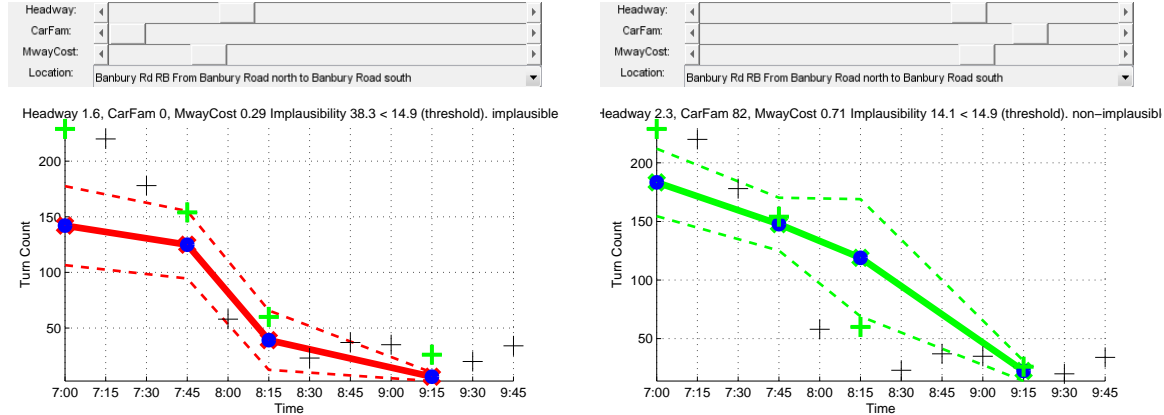 Headway:
CarFam:
MwayCost:
Location:
Banbury Rd RB From Banbury Road north to Banbury Road south
Headway 1.6, CarFam 0, MwayCost 0.29 Implausibility 38.3 < 14.9 (threshold). implausible
200
150
100
50
Turn Count
7:00 7:15 7:30 7:45 8:00 8:15 8:30 8:45 9:00 9:15 9:30 9:45
Time
Headway:
CarFam:
MwayCost:
Location:
Banbury Rd RB From Banbury Road north to Banbury Road south
Headway 2.3, CarFam 82, MwayCost 0.71 Implausibility 14.1 < 14.9 (threshold). non-implausibl
200
150
100
50
Turn Count
7:00 7:15 7:30 7:45 8:00 8:15 8:30 8:45 9:00 9:15 9:30 9:45
Time